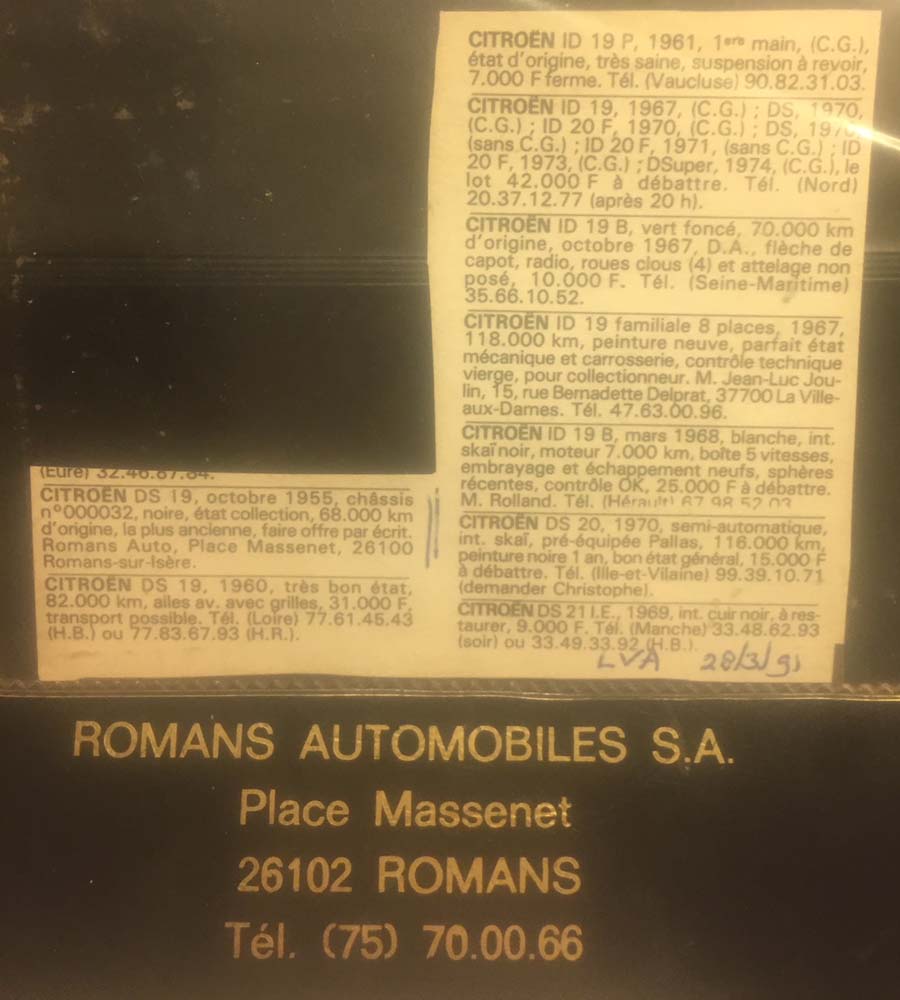 (Eure) 32.46.67.64.
CITROËN DS 19, octobre 1955, châssis
n°000032, noire, état collection, 68.000 km
d'origine, la plus ancienne, faire offre par écrit.
Romans Auto, Place Massenet, 26100
Romans-sur-Isère.
CITROËN DS 19, 1960, très bon état,
82.000 km, ailes av. avec grilles, 31.000 F,
transport possible. Tél. (Loire) 77.61.45.43
(H.B.) ou 77.83.67.93 (H.R.).
CITROËN ID 19 P, 1961, 1ère main, (C.G.),
état d'origine, très saine, suspension à revoir,
7.000 F ferme. Tél. (Vaucluse) 90.82.31.03.
CITROËN ID 19, 1967, (C.G.) ; DS, 1970,
(C.G.) ; ID 20 F, 1970, (C.G.) ; DS, 1970,
(sans C.G.) ; ID 20 F, 1971, (sans C.G.) ; ID
20 F, 1973, (C.G.) ; DSuper, 1974, (C.G.), le
lot 42.000 F à débattre. Tél. (Nord)
20.37.12.77 (après 20 h).
CITROËN ID 19 B, vert foncé, 70.000 km
d'origine, octobre 1967, D.A., flèche de
capot, radio, roues clous (4) et attelage non
posé, 10.000 F. Tél. (Seine-Maritime)
35.66.10.52.
CITROËN ID 19 familiale 8 places, 1967,
118.000 km, peinture neuve, parfait état
mécanique et carrosserie, contrôle technique
vierge, pour collectionneur. M. Jean-Luc Jou-
lin, 15, rue Bernadette Delprat, 37700 La Ville-
aux-Dames. Tél. 47.63.00.96.
CITROËN ID 19 B, mars 1968, blanche, int.
skaï noir, moteur 7.000 km, boîte 5 vitesses,
embrayage et échappement neufs, sphères
récentes, contrôle OK, 25.000 F à débattre.
M. Rolland. Tél. (Hérault) 67.98.52.03
CITROËN DS 20, 1970, semi-automatique,
int. skaï, pré-équipée Pallas, 116.000 km,
peinture noire 1 an, bon état général, 15.000 F
à débattre. Tél. (Ille-et-Vilaine) 99.39.10.71
(demander Christophe).
CITROËN DS 21 I.E., 1969, int. cuir noir, à res-
taurer, 9.000 F. Tél. (Manche) 33.48.62.93
(soir) ou 33.49.33.92 (H.B.).
LVA 28/3/91
ROMANS AUTOMOBILES S.A.
Place Massenet
26102 ROMANS
Tél. (75) 70.00.66